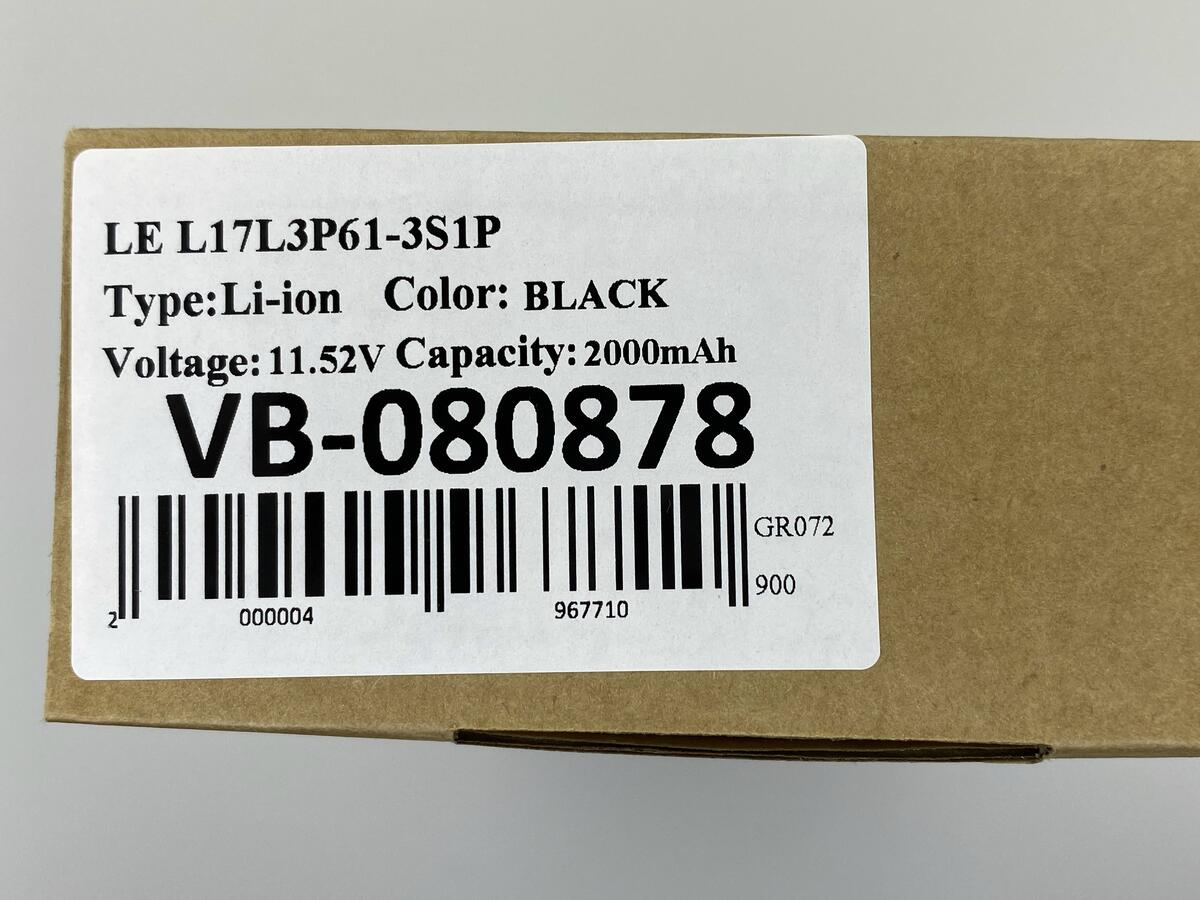 LE L17L3P61-3S1P
Type:Li-ion Color: BLACK
Voltage: 11.52V Capacity: 2000mAh
VB-080878
GR072
900
2 000004 967710